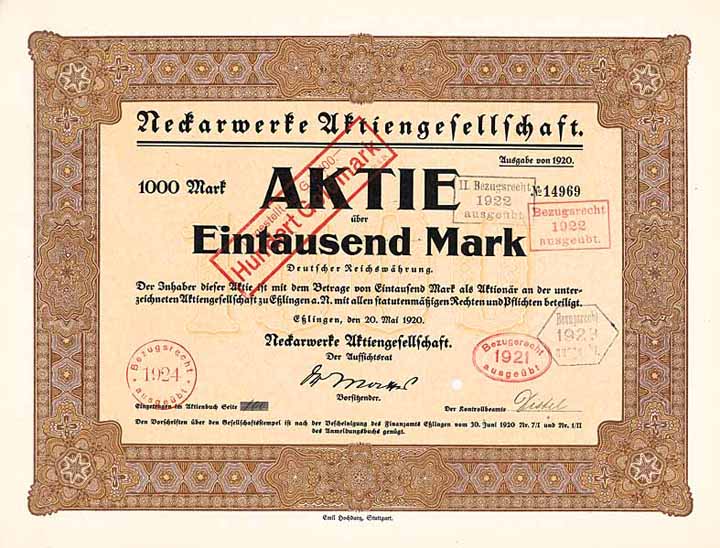 Neckarwerke Aktiengesellschaft.
Ausgabe von 1920.
1000 Mark
AKTIE
II. Bezugsrecht
1922
ausgeübt
№ 14969
Bezugsrecht
1922
ausgeübt.
über
Eintausend Mark
Hundert Goldmark
Deutscher Reichswährung.
Der Inhaber dieser Aktie ist mit dem Betrage von Eintausend Mark als Aktionär an der unter-
zeichneten Aktiengesellschaft zu Eßlingen a. N. mit allen statutenmäßigen Rechten und Pflichten beteiligt.
Eßlingen, den 20. Mai 1920.
Neckarwerke Aktiengesellschaft.
Der Aufsichtsrat
Vorsitzender.
Bezugsrecht
1924
ausgeübt
Bezugsrecht
1921
ausgeübt
Bezugsrecht
Eingetragen im Aktienbuch Seite
Der Kontrollbeamte
Den Vorschriften über den Gesellschaftsstempel ist nach der Bescheinigung des Finanzamts Eßlingen vom 30. Juni 1920 Nr. 7/I und Nr. 1/II
des Anmeldungsbuchs genügt.
Emil Hochdanz, Stuttgart.